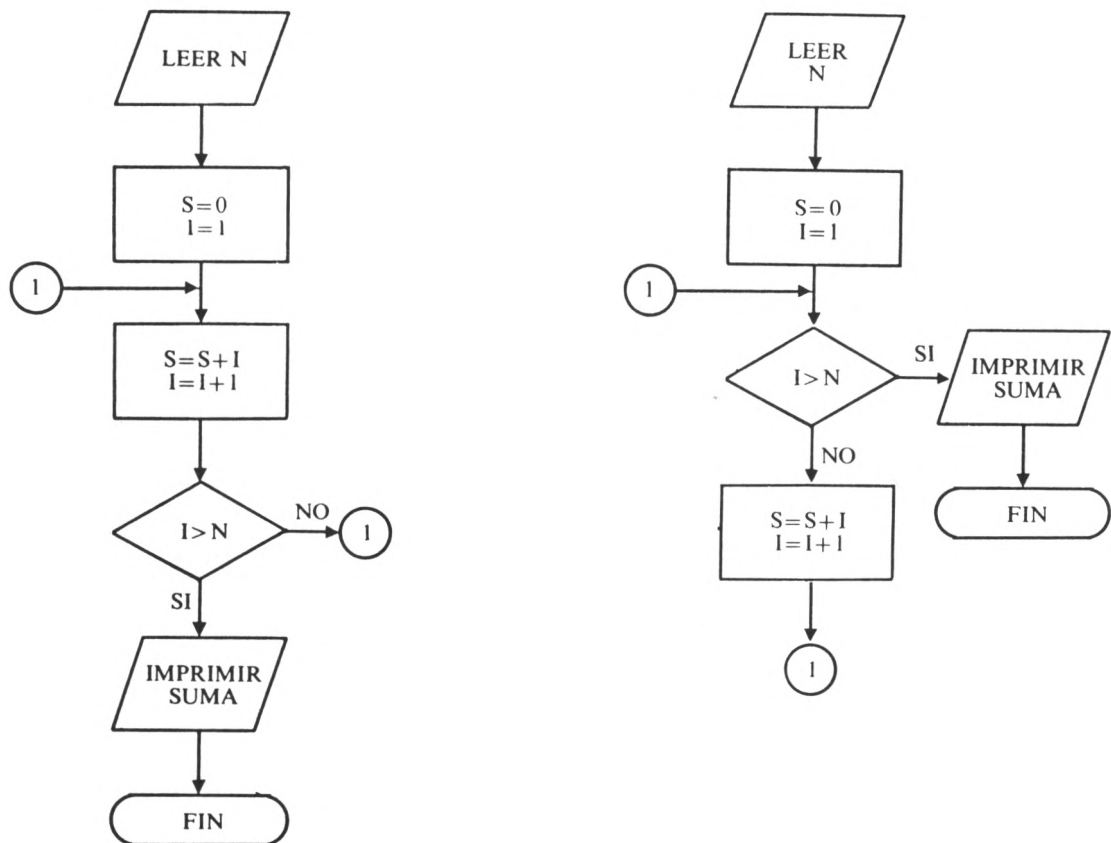 LEER N
S=0
I=1
1
S=S+I
I=I+1
I>N
NO
1
SI
IMPRIMIR
SUMA
FIN
LEER
N
S=0
I=1
1
I>N
SI
IMPRIMIR
SUMA
FIN
NO
S=S+I
I=I+1
1